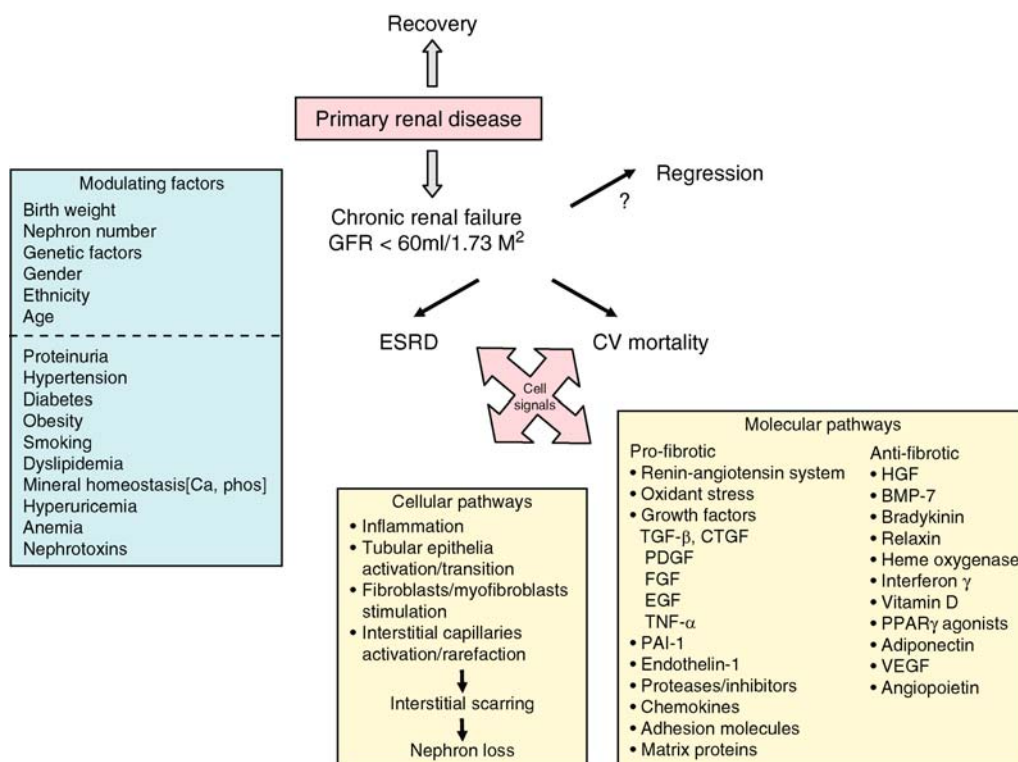 Recovery
Primary renal disease
Regression
?
Chronic renal failure
GFR < 60ml/1.73 M²
ESRD
CV mortality
Cell
signals
Modulating factors
Birth weight
Nephron number
Genetic factors
Gender
Ethnicity
Age
Proteinuria
Hypertension
Diabetes
Obesity
Smoking
Dyslipidemia
Mineral homeostasis[Ca, phos]
Hyperuricemia
Anemia
Nephrotoxins
Cellular pathways
• Inflammation
• Tubular epithelia
activation/transition
• Fibroblasts/myofibroblasts
stimulation
• Interstitial capillaries
activation/rarefaction
Interstitial scarring
Nephron loss
Molecular pathways
Pro-fibrotic
• Renin-angiotensin system
• Oxidant stress
• Growth factors
TGF-β, CTGF
PDGF
FGF
EGF
TNF-α
• PAI-1
• Endothelin-1
• Proteases/inhibitors
• Chemokines
• Adhesion molecules
• Matrix proteins
Anti-fibrotic
• HGF
• BMP-7
• Bradykinin
• Relaxin
• Heme oxygenase
• Interferon γ
• Vitamin D
• PPARγ agonists
• Adiponectin
• VEGF
• Angiopoietin